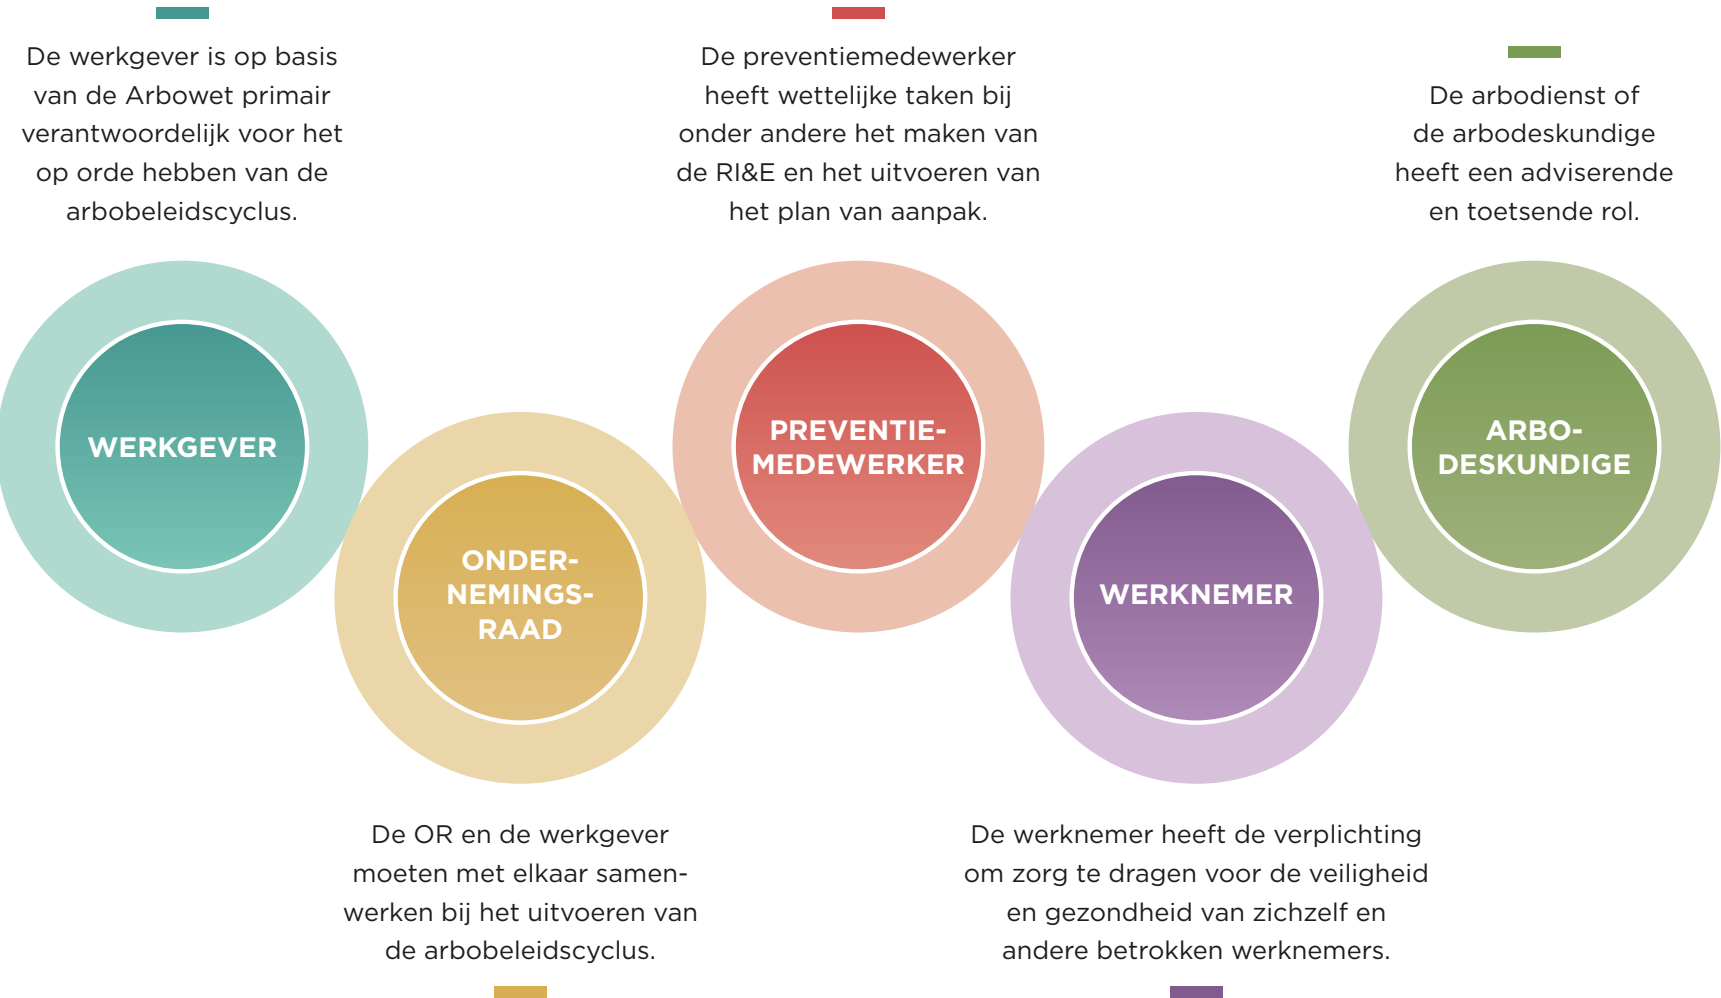 De werkgever is op basis
van de Arbowet primair
verantwoordelijk voor het
op orde hebben van de
arbobeleidscyclus.
De preventiemedewerker
heeft wettelijke taken bij
onder andere het maken van
de RI&E en het uitvoeren van
het plan van aanpak.
De arbodienst of
de arbodeskundige
heeft een adviserende
en toetsende rol.
WERKGEVER
ONDER-
NEMINGS-
RAAD
PREVENTIE-
MEDEWERKER
WERKNEMER
ARBO-
DESKUNDIGE
De OR en de werkgever
moeten met elkaar samen-
werken bij het uitvoeren van
de arbobeleidscyclus.
De werknemer heeft de verplichting
om zorg te dragen voor de veiligheid
en gezondheid van zichzelf en
andere betrokken werknemers.